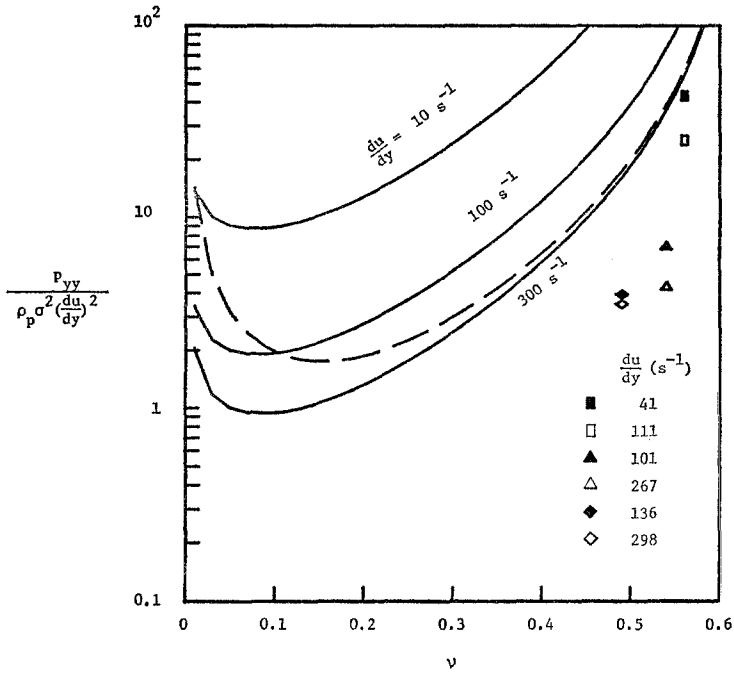 10²
10
1
0.1
P_yy
ρ_p σ² (du/dy)²
du/dy = 10 s⁻¹
100 s⁻¹
300 s⁻¹
du/dy (s⁻¹)
■ 41
□ 111
▲ 101
△ 267
◆ 136
◇ 298
0 0.1 0.2 0.3 0.4 0.5 0.6
ν